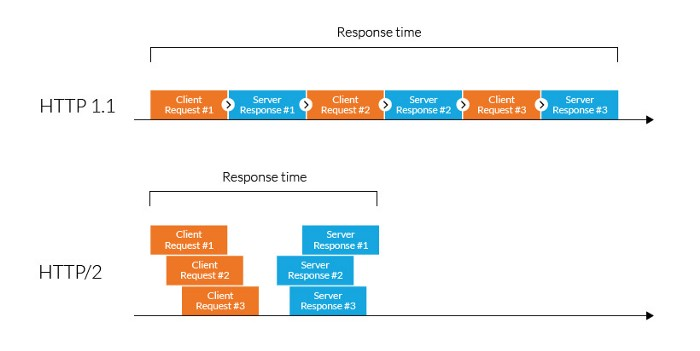 Response time
HTTP 1.1
Client
Request #1
Server
Response #1
Client
Request #2
Server
Response #2
Client
Request #3
Server
Response #3
Response time
HTTP/2
Client
Request #1
Server
Response #1
Client
Request #2
Server
Response #2
Client
Request #3
Server
Response #3